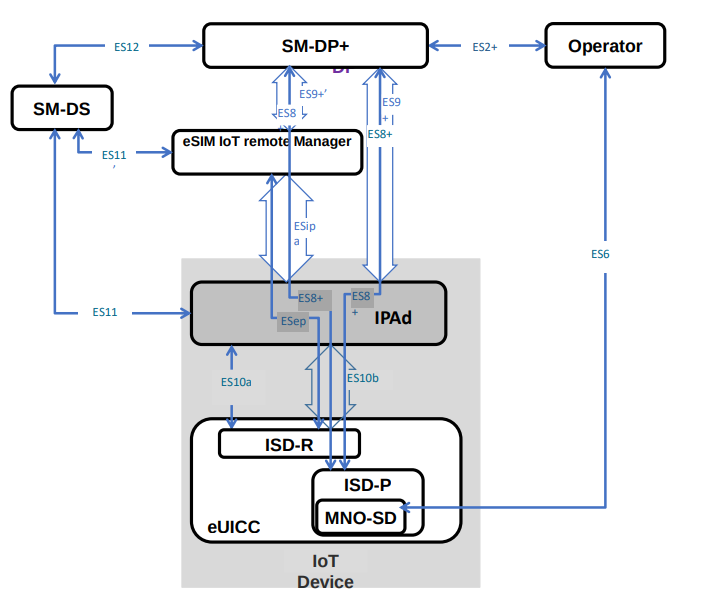 ES12
SM-DP+
ES2+
Operator
SM-DS
ES9+’
ES8
ES9
+
ES8+
ES11
’
eSIM IoT remote Manager
ESip
a
ES6
ES11
ES8+
ES8
+
ESep
IPAd
ES10a
ES10b
ISD-R
ISD-P
MNO-SD
eUICC
IoT
Device